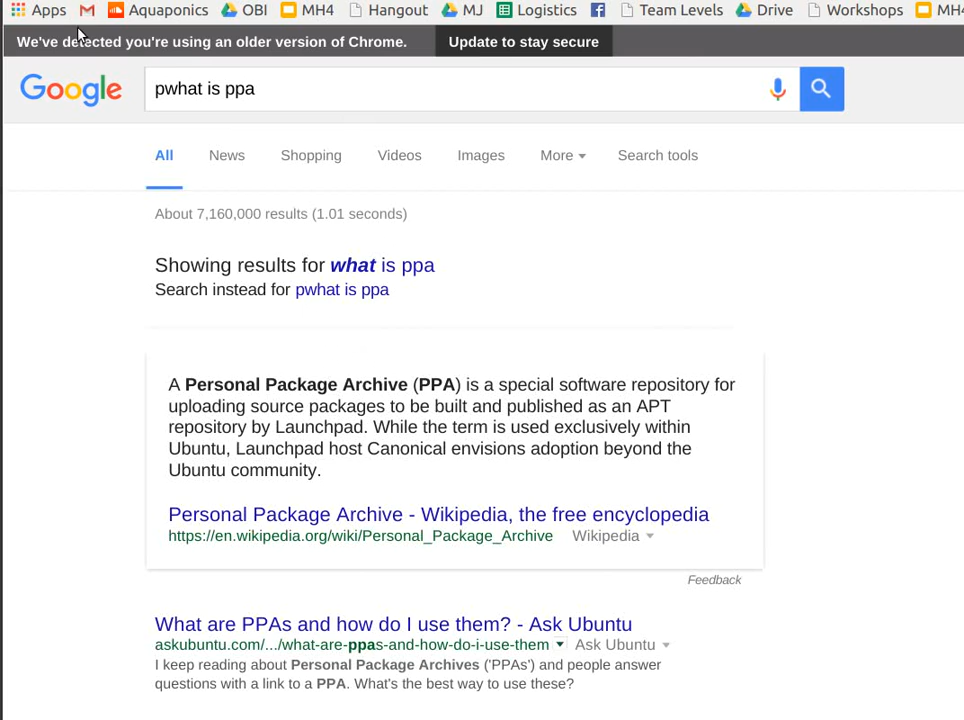 Apps Aquaponics OBI MH4 Hangout MJ Logistics Team Levels Drive Workshops MH4
We've detected you're using an older version of Chrome. Update to stay secure
Google pwhat is ppa
All News Shopping Videos Images More Search tools
About 7,160,000 results (1.01 seconds)
Showing results for what is ppa
Search instead for pwhat is ppa
A Personal Package Archive (PPA) is a special software repository for
uploading source packages to be built and published as an APT
repository by Launchpad. While the term is used exclusively within
Ubuntu, Launchpad host Canonical envisions adoption beyond the
Ubuntu community.
Personal Package Archive - Wikipedia, the free encyclopedia
https://en.wikipedia.org/wiki/Personal_Package_Archive Wikipedia
Feedback
What are PPAs and how do I use them? - Ask Ubuntu
askubuntu.com/.../what-are-ppas-and-how-do-i-use-them Ask Ubuntu
I keep reading about Personal Package Archives ('PPAs') and people answer
questions with a link to a PPA. What's the best way to use these?